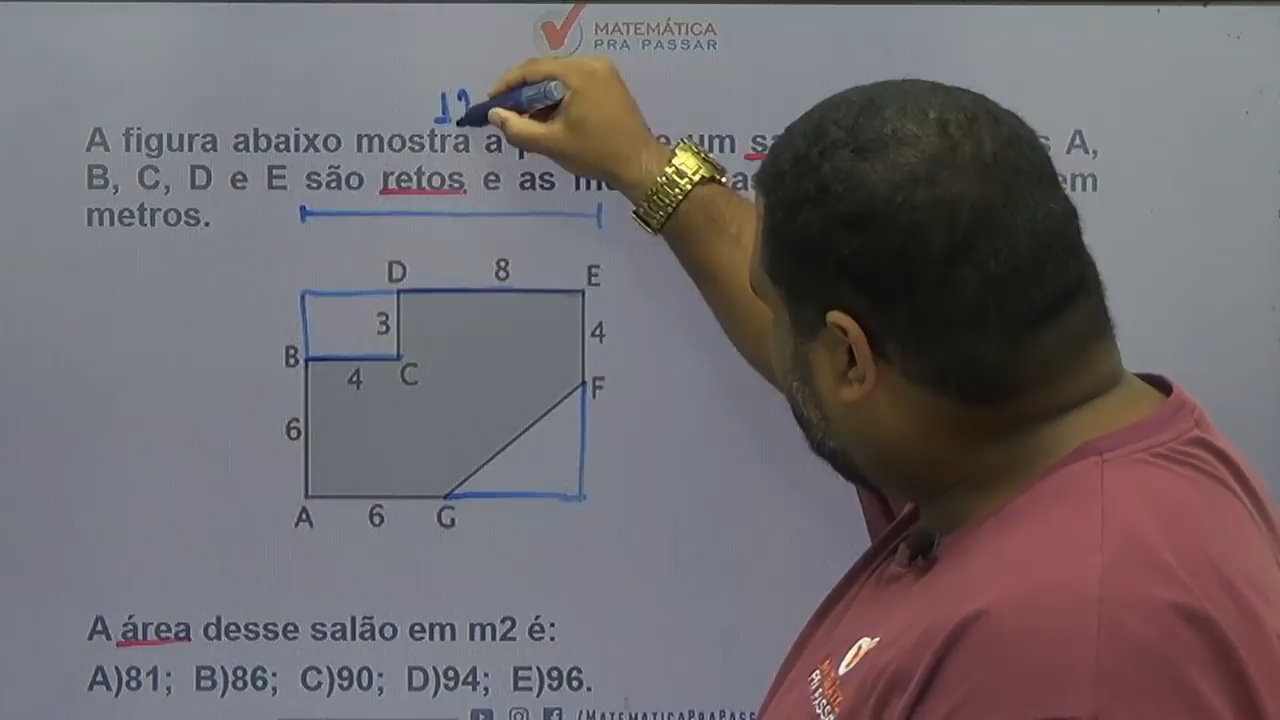 MATEMÁTICA
PRA PASSAR
12
A figura abaixo mostra a um A,
B, C, D e E são retos e as em
metros.
D 8 E
3 4
B
4 C F
6
A 6 G
A área desse salão em m2 é:
A)81; B)86; C)90; D)94; E)96.
/MATEMATICAPRAPASS